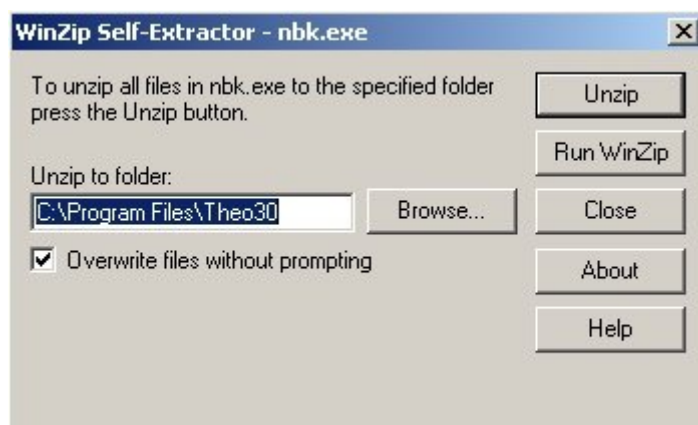 WinZip Self-Extractor - nbk.exe
To unzip all files in nbk.exe to the specified folder
press the Unzip button.
Unzip to folder:
C:\Program Files\Theo30
Browse...
Overwrite files without prompting
Unzip
Run WinZip
Close
About
Help